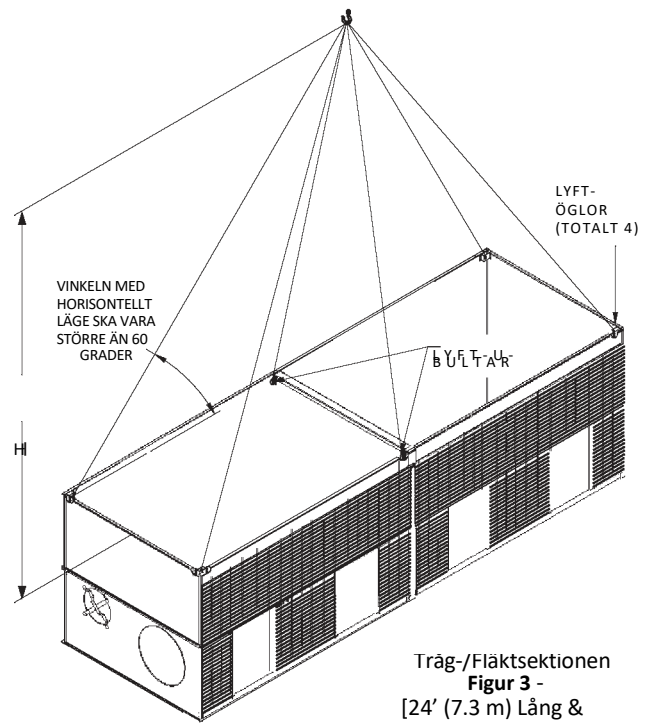 LYFT-
ÖGLOR
(TOTALT 4)
VINKELN MED
HORISONTELLT
LÄGE SKA VARA
STÖRRE ÄN 60
GRADER
LYFT-U-
BULTAR
H
Tråg-/Fläktsektionen
Figur 3 -
[24’ (7.3 m) Lång &